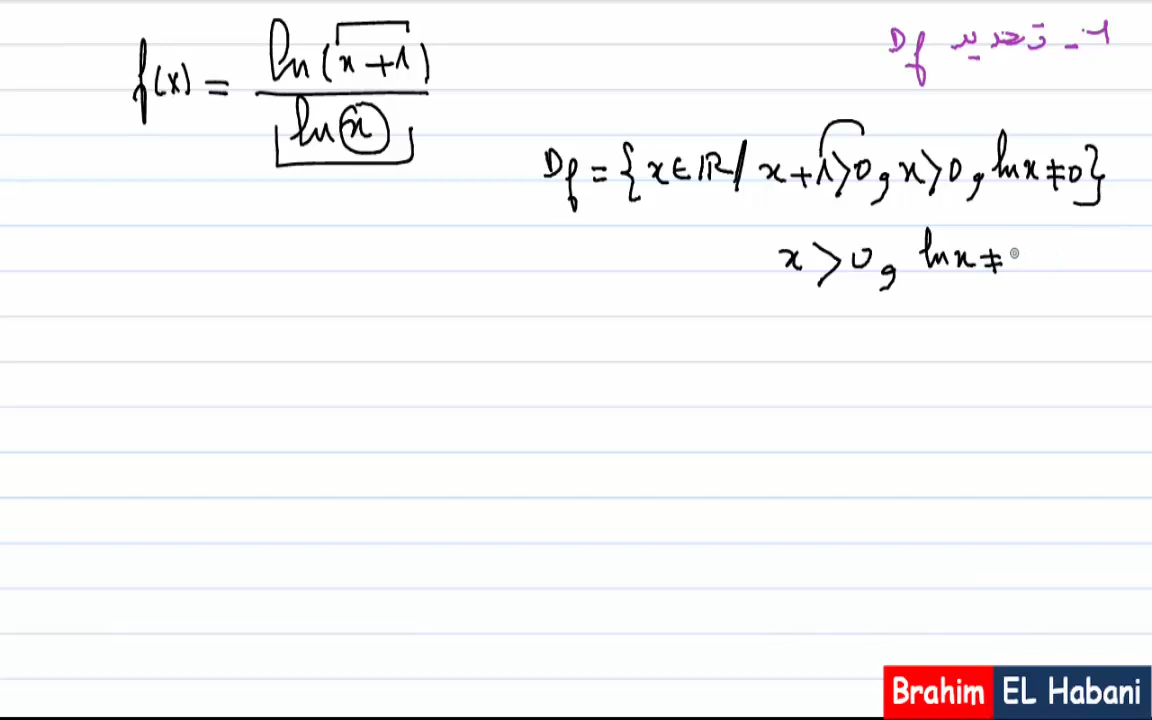 1- تحديد Df
f(x) = ln(x+1) / ln x
Df = {x∈ℝ / x+1>0 و x>0 و ln x ≠ 0}
x > 0 و ln x ≠
Brahim EL Habani